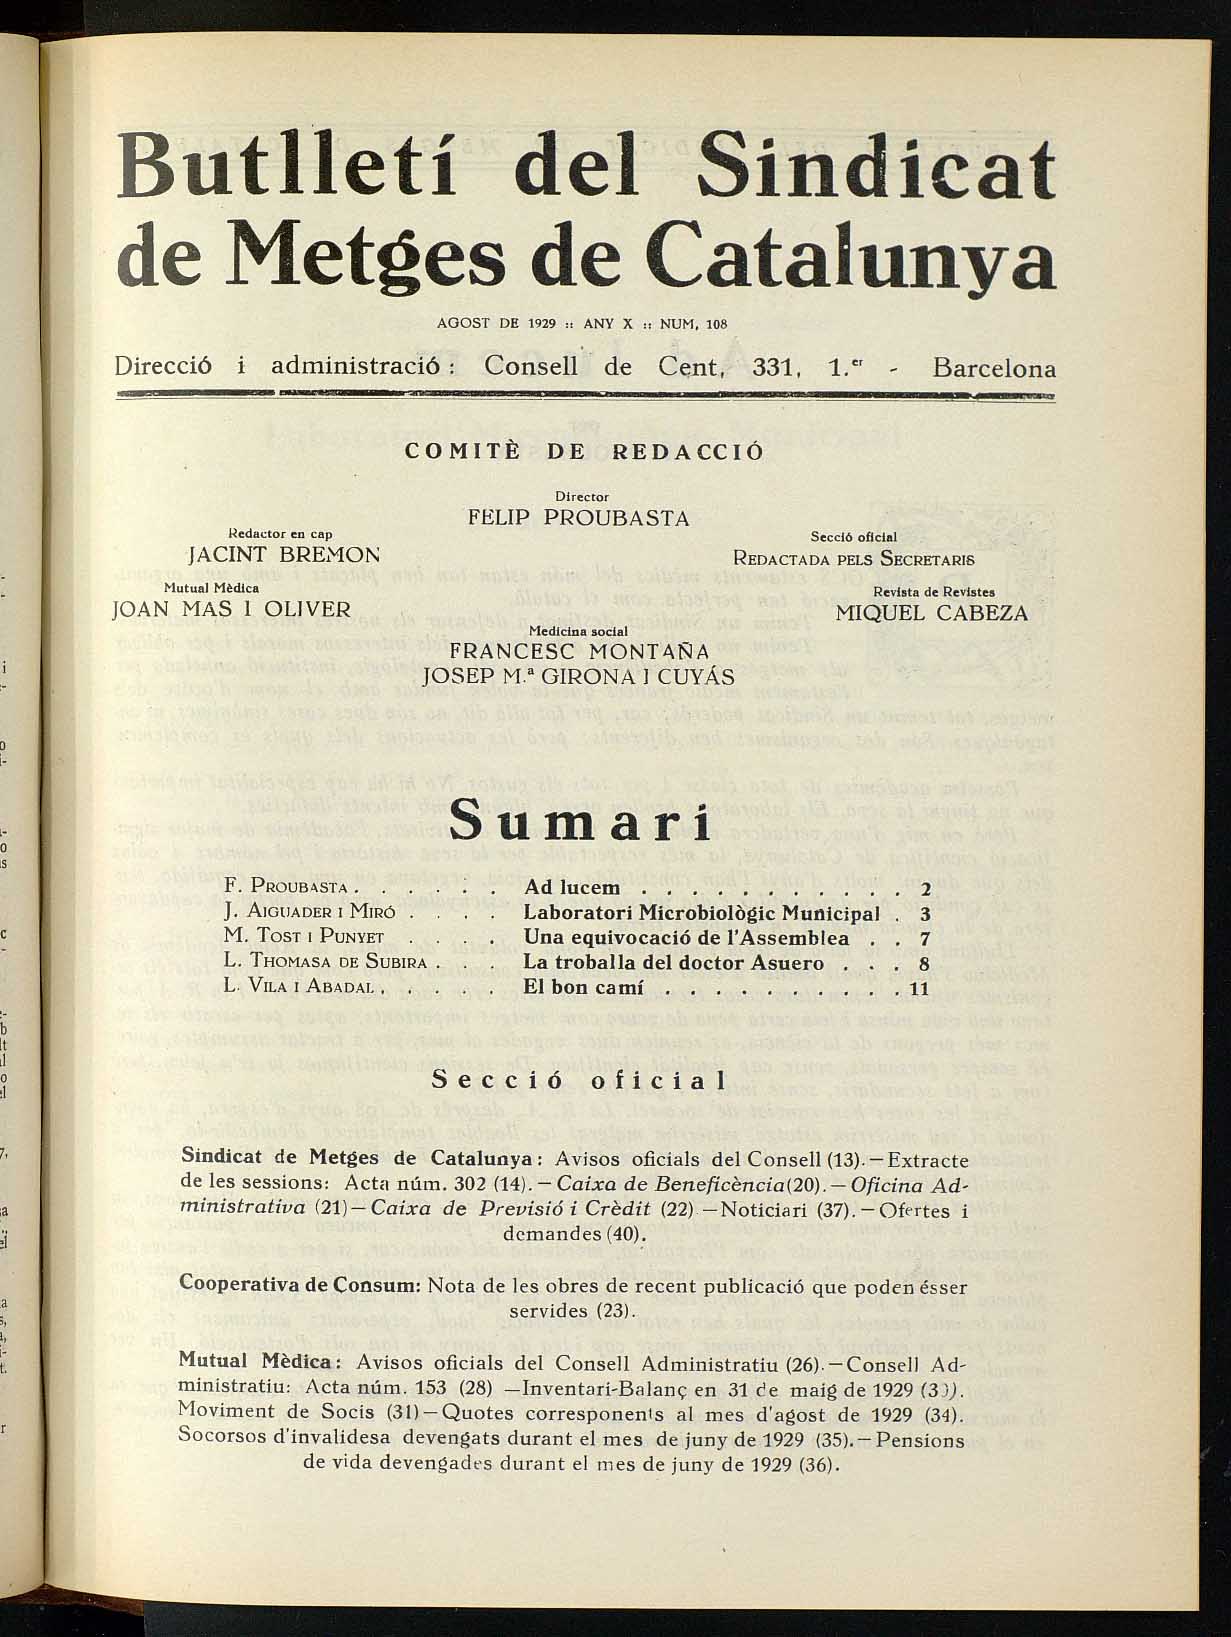 Butlletí del Sindicat
de Metges de Catalunya
AGOST DE 1929 :: ANY X :: NUM, 108
Direcció i administració: Consell de Cent, 331, 1.er - Barcelona
COMITÈ DE REDACCIÓ
Director
FELIP PROUBASTA
Redactor en cap
JACINT BREMON
Secció oficial
REDACTADA PELS SECRETARIS
Mutual Mèdica
JOAN MAS I OLIVER
Revista de Revistes
MIQUEL CABEZA
Medicina social
FRANCESC MONTAÑA
JOSEP M.ª GIRONA I CUYÁS
Sumari
F. PROUBASTA . . . . . . Ad lucem . . . . . . . . . . . 2
J. AIGUADER I MIRÓ . . . . Laboratori Microbiològic Municipal . 3
M. TOST I PUNYET . . . . Una equivocació de l'Assemblea . . 7
L. THOMASA DE SUBIRA . . . La troballa del doctor Asuero . . . 8
L. VILA I ABADAL . . . . . El bon camí . . . . . . . . . . 11
Secció oficial
Sindicat de Metges de Catalunya: Avisos oficials del Consell (13).—Extracte
de les sessions: Acta núm. 302 (14).—Caixa de Beneficència (20).—Oficina Ad-
ministrativa (21)—Caixa de Previsió i Crèdit (22).—Noticiari (37).—Ofertes i
demandes (40).
Cooperativa de Consum: Nota de les obres de recent publicació que poden ésser
servides (23).
Mutual Mèdica: Avisos oficials del Consell Administratiu (26).—Consell Ad-
ministratiu: Acta núm. 153 (28) —Inventari-Balanç en 31 de maig de 1929 (30).
Moviment de Socis (31)—Quotes corresponents al mes d'agost de 1929 (34).
Socorsos d'invalidesa devengats durant el mes de juny de 1929 (35).—Pensions
de vida devengades durant el mes de juny de 1929 (36).